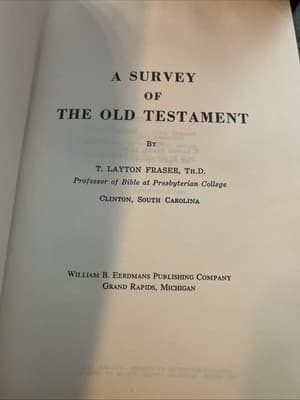 A SURVEY
OF
THE OLD TESTAMENT
BY
T. LAYTON FRASER, TH.D.
Professor of Bible at Presbyterian College
CLINTON, SOUTH CAROLINA
WILLIAM B. EERDMANS PUBLISHING COMPANY
GRAND RAPIDS, MICHIGAN